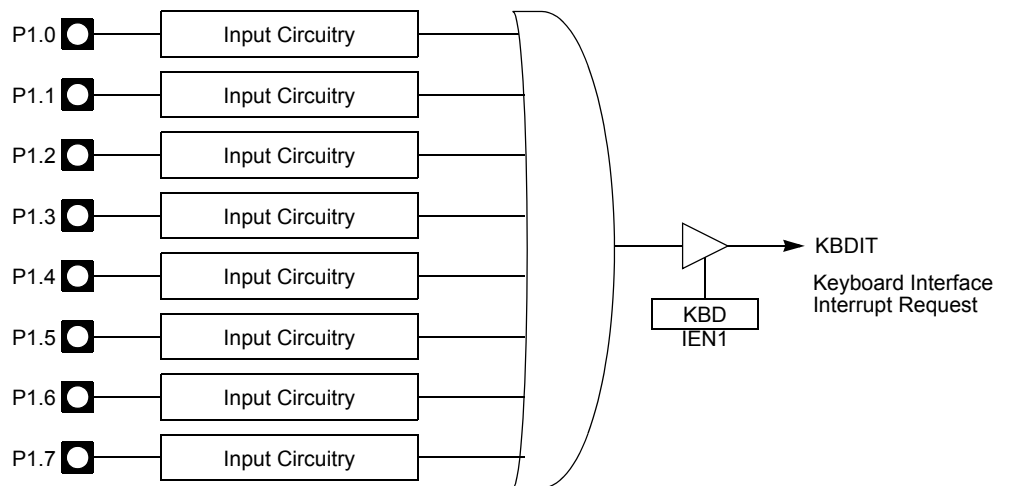 P1.0 Input Circuitry
P1.1 Input Circuitry
P1.2 Input Circuitry
P1.3 Input Circuitry
P1.4 Input Circuitry
P1.5 Input Circuitry
P1.6 Input Circuitry
P1.7 Input Circuitry
KBDIT
Keyboard Interface
Interrupt Request
KBD
IEN1